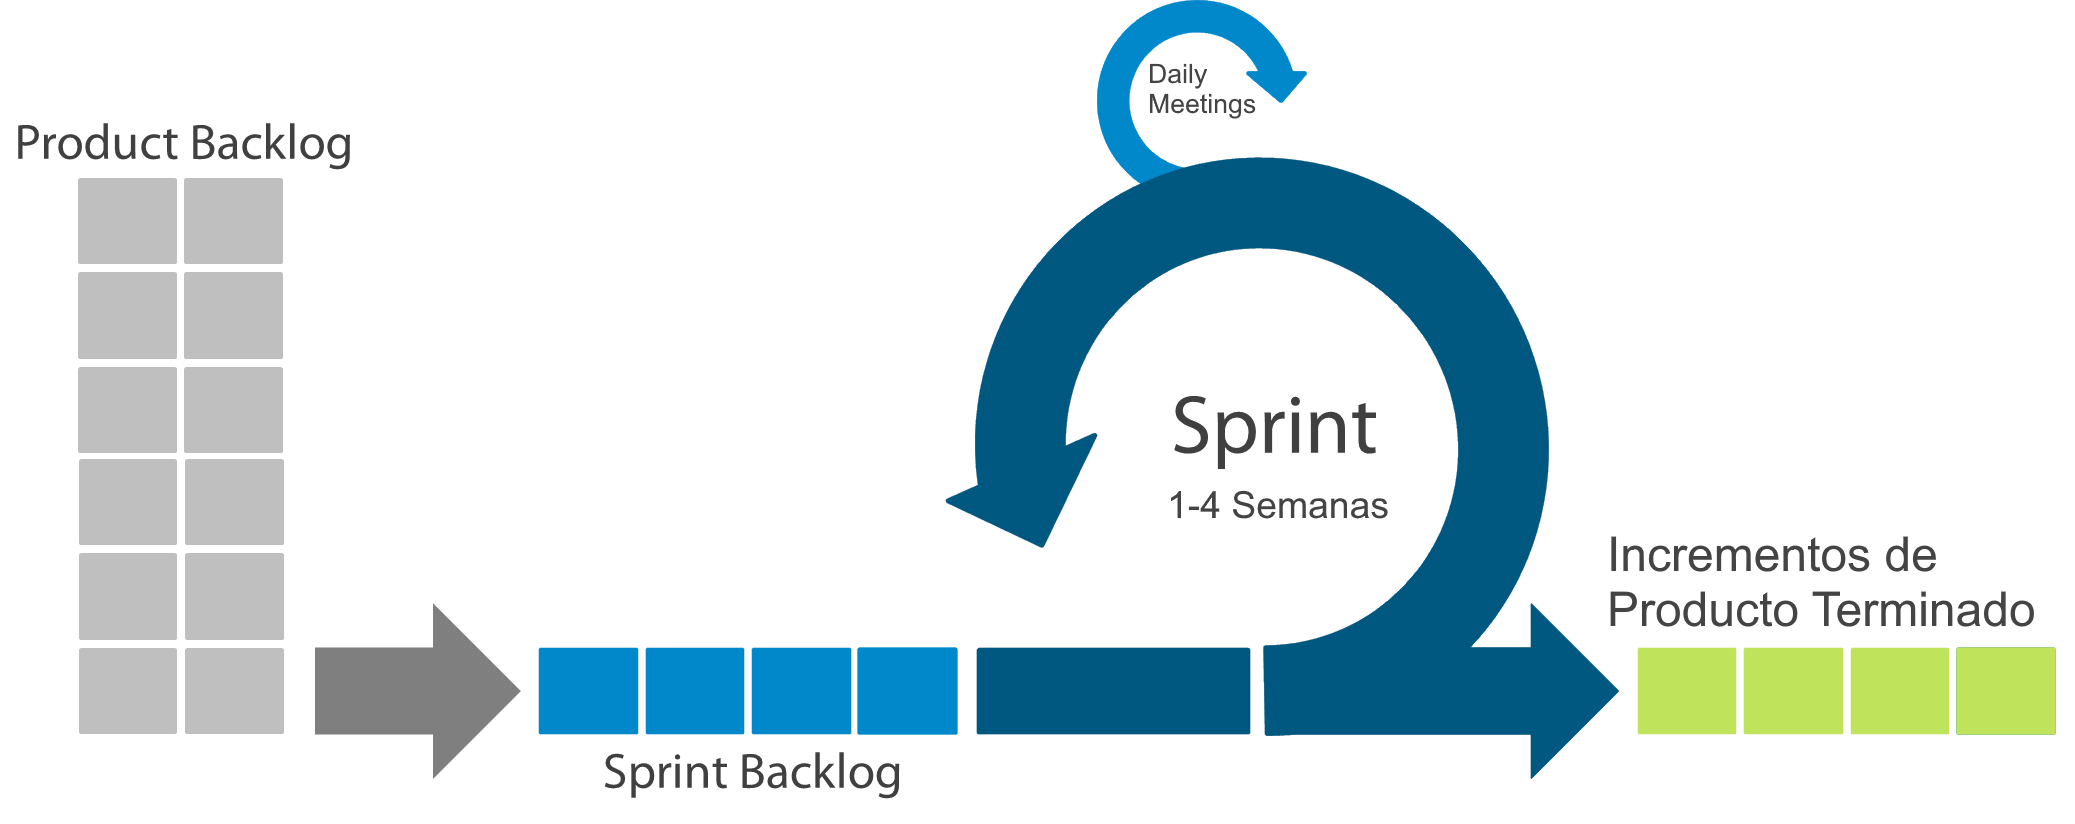 Daily
Meetings
Product Backlog
Sprint
1-4 Semanas
Incrementos de
Producto Terminado
Sprint Backlog